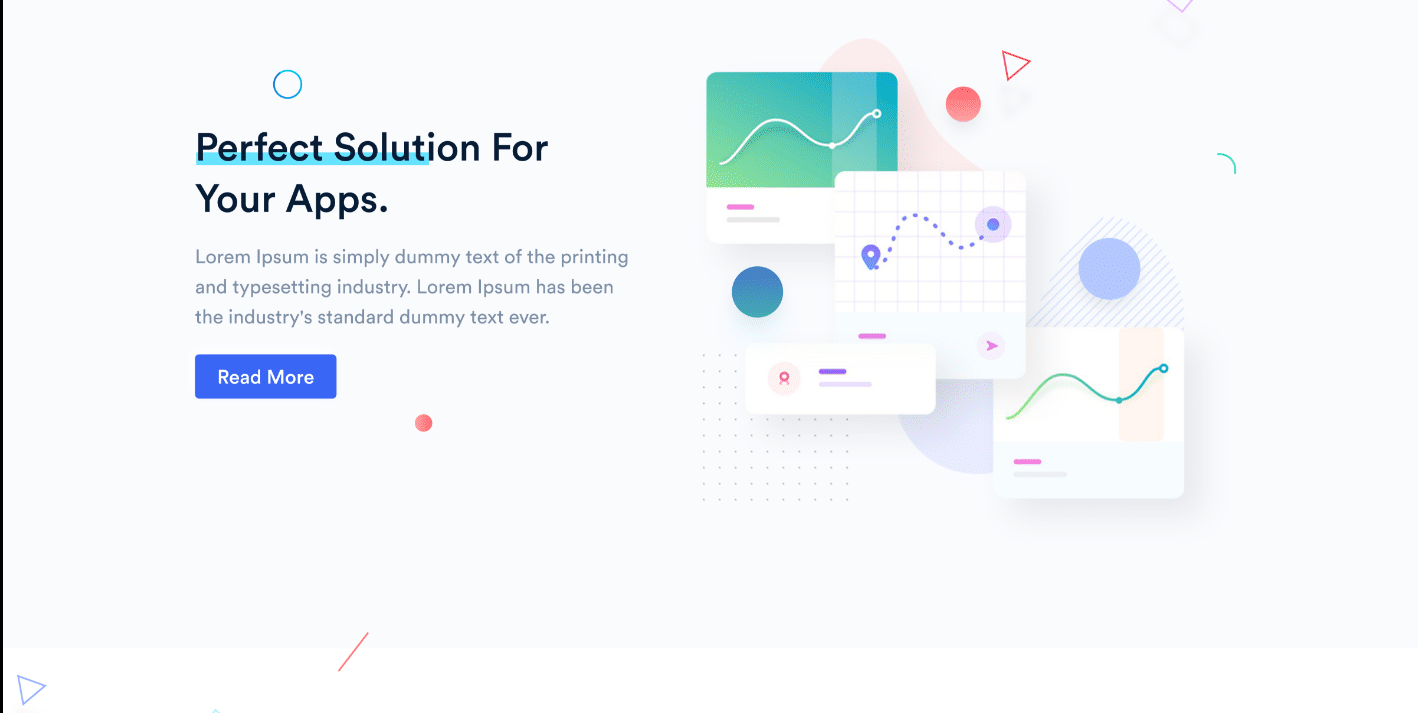 Perfect Solution For
Your Apps.
Lorem Ipsum is simply dummy text of the printing
and typesetting industry. Lorem Ipsum has been
the industry's standard dummy text ever.
Read More